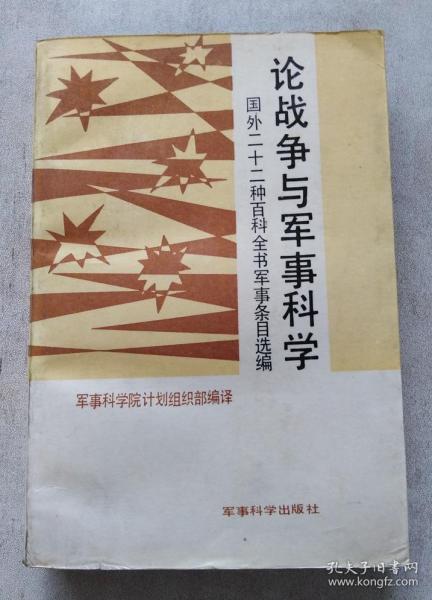 论战争与军事科学
国外二十二种百科全书军事条目选编
军事科学院计划组织部编译
军事科学出版社
孔夫子旧书网
www.kongfz.com